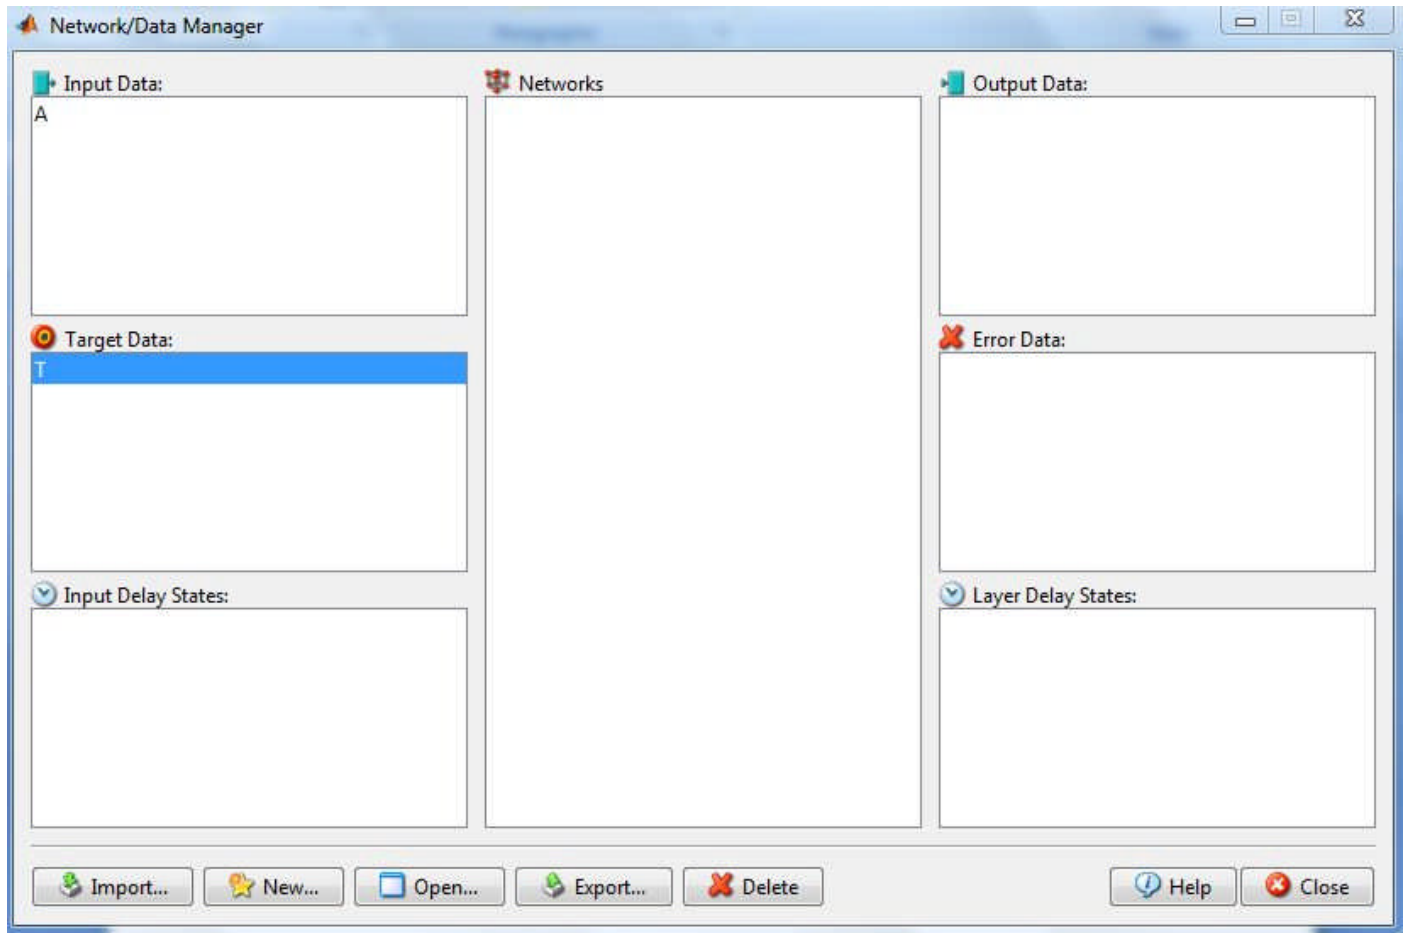 Network/Data Manager
Input Data:
A
Networks
Output Data:
Target Data:
T
Error Data:
Input Delay States:
Layer Delay States:
Import...
New...
Open...
Export...
Delete
Help
Close